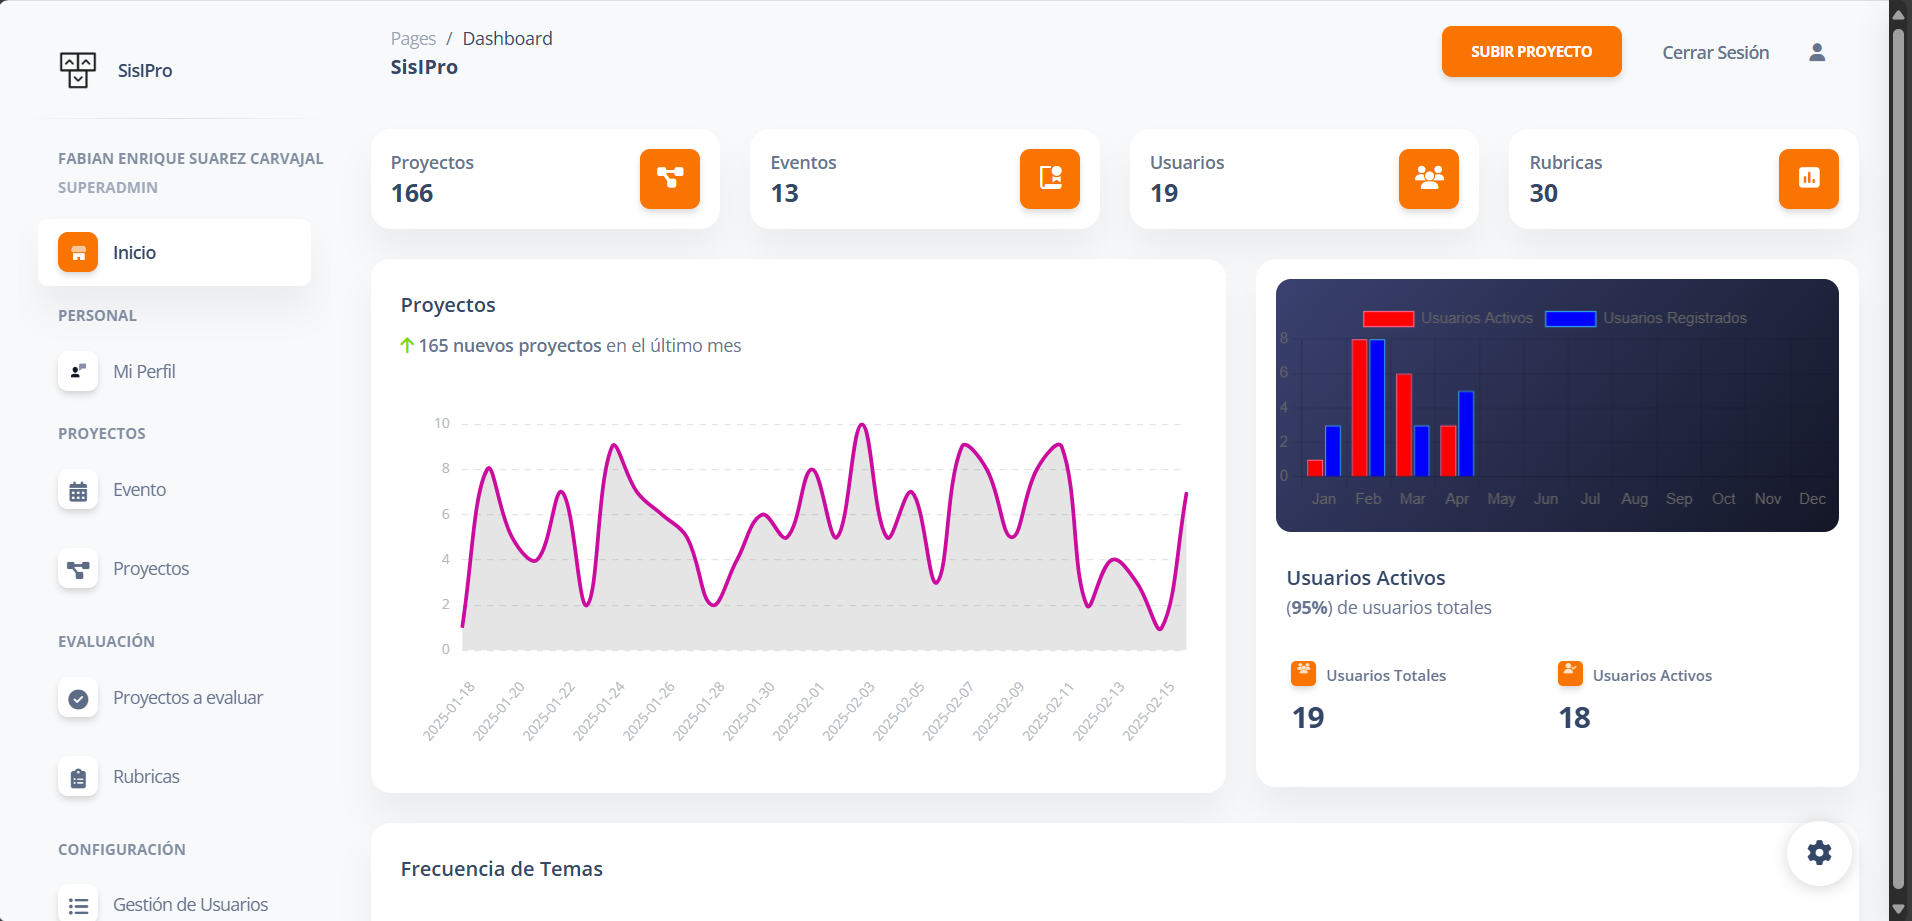 SisIPro
FABIAN ENRIQUE SUAREZ CARVAJAL
SUPERADMIN
Inicio
PERSONAL
Mi Perfil
PROYECTOS
Evento
Proyectos
EVALUACIÓN
Proyectos a evaluar
Rubricas
CONFIGURACIÓN
Gestión de Usuarios
Pages / Dashboard
SisIPro
SUBIR PROYECTO
Cerrar Sesión
Proyectos
166
Eventos
13
Usuarios
19
Rubricas
30
Proyectos
165 nuevos proyectos en el último mes
10
8
6
4
2
0
2025-01-18
2025-01-20
2025-01-22
2025-01-24
2025-01-26
2025-01-28
2025-01-30
2025-02-01
2025-02-03
2025-02-05
2025-02-07
2025-02-09
2025-02-11
2025-02-13
2025-02-15
Usuarios Activos Usuarios Registrados
8
6
4
2
0
Jan Feb Mar Apr May Jun Jul Aug Sep Oct Nov Dec
Usuarios Activos
(95%) de usuarios totales
Usuarios Totales
19
Usuarios Activos
18
Frecuencia de Temas